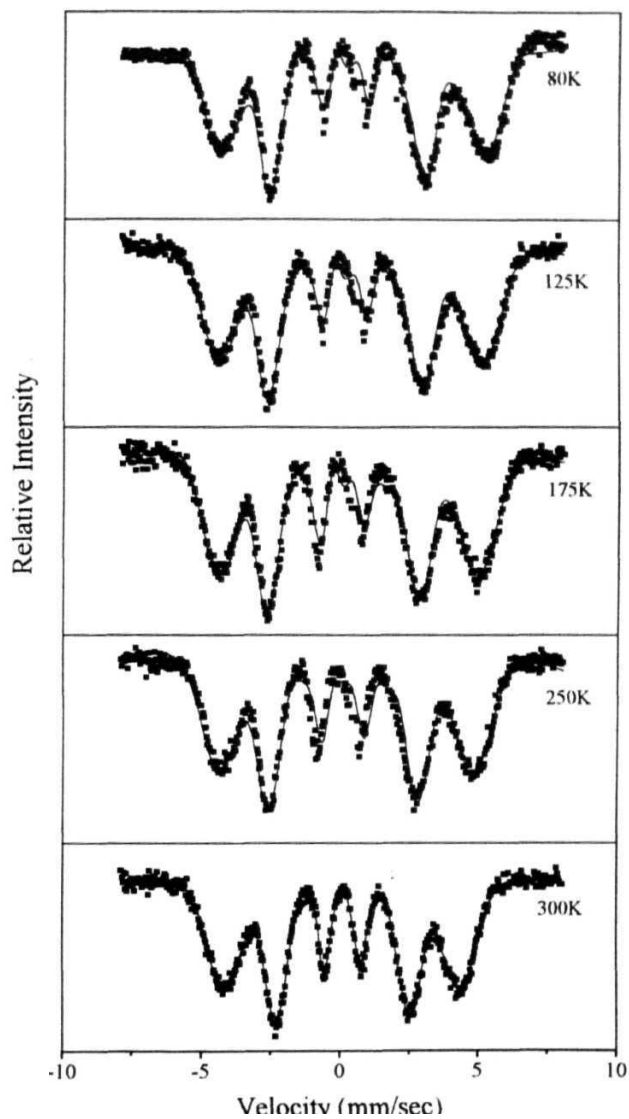 80K
125K
175K
250K
300K
Relative Intensity
-10 -5 0 5 10
Velocity (mm/sec)